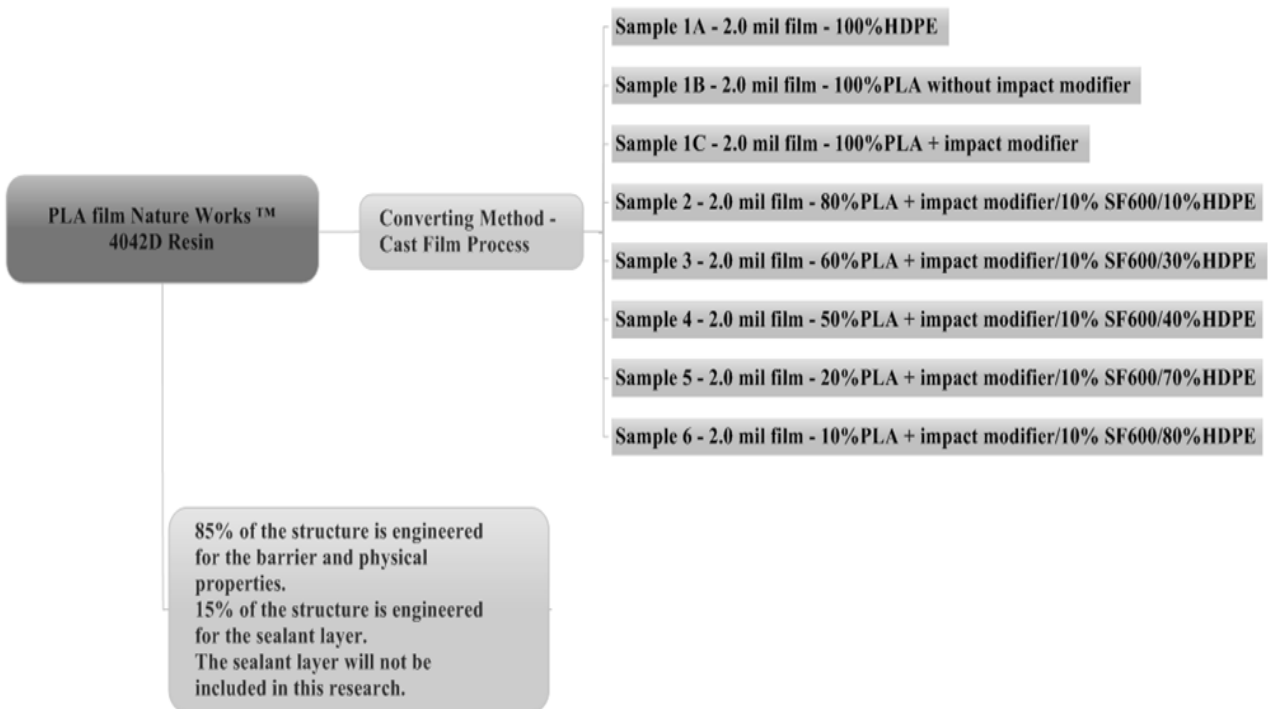 PLA film Nature Works ™
4042D Resin
Converting Method -
Cast Film Process
Sample 1A - 2.0 mil film - 100%HDPE
Sample 1B - 2.0 mil film - 100%PLA without impact modifier
Sample 1C - 2.0 mil film - 100%PLA + impact modifier
Sample 2 - 2.0 mil film - 80%PLA + impact modifier/10% SF600/10%HDPE
Sample 3 - 2.0 mil film - 60%PLA + impact modifier/10% SF600/30%HDPE
Sample 4 - 2.0 mil film - 50%PLA + impact modifier/10% SF600/40%HDPE
Sample 5 - 2.0 mil film - 20%PLA + impact modifier/10% SF600/70%HDPE
Sample 6 - 2.0 mil film - 10%PLA + impact modifier/10% SF600/80%HDPE
85% of the structure is engineered
for the barrier and physical
properties.
15% of the structure is engineered
for the sealant layer.
The sealant layer will not be
included in this research.